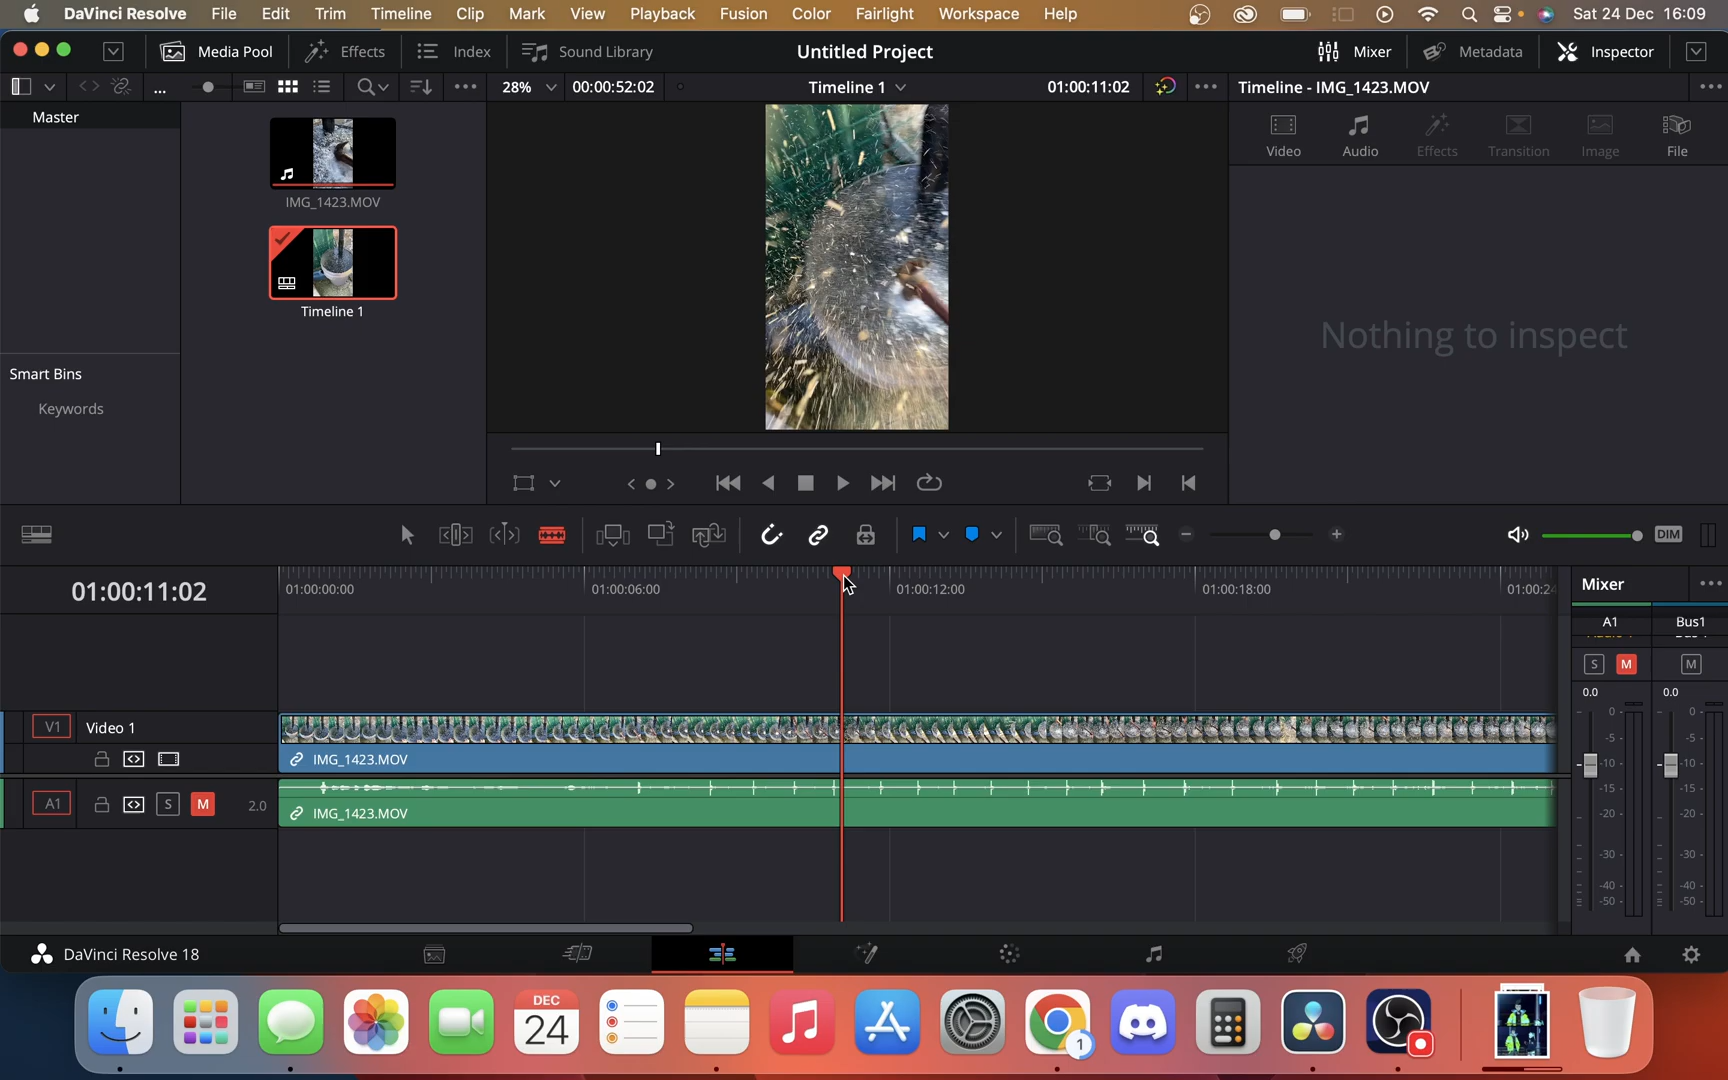 DaVinci Resolve File Edit Trim Timeline Clip Mark View Playback Fusion Color Fairlight Workspace Help Sat 24 Dec 16:09
Media Pool Effects Index Sound Library Untitled Project Mixer Metadata Inspector
... 28% 00:00:52:02 Timeline 1 01:00:11:02 Timeline - IMG_1423.MOV
Master
Video Audio Effects Transition Image File
IMG_1423.MOV
Timeline 1
Nothing to inspect
Smart Bins
Keywords
DIM
01:00:11:02 01:00:00:00 01:00:06:00 01:00:12:00 01:00:18:00 01:00:24 Mixer
A1 Bus1
S M M
0.0 0.0
0 0
-5 -5
-10 -10
-15 -15
-20 -20
-30 -30
-40 -40
-50 -50
V1 Video 1
IMG_1423.MOV
A1 S M 2.0
IMG_1423.MOV
DaVinci Resolve 18
DEC
24
1